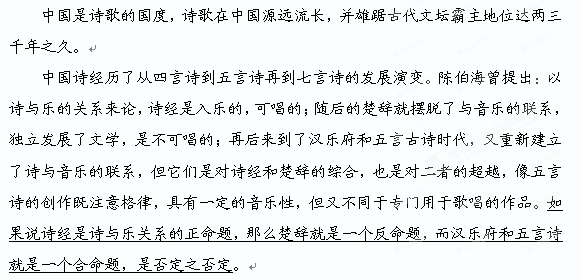 中国是诗歌的国度，诗歌在中国源远流长，并雄踞古代文坛霸主地位达两三
千年之久。
中国诗经历了从四言诗到五言诗再到七言诗的发展演变。陈伯海曾提出：以
诗与乐的关系来论，诗经是入乐的，可唱的；随后的楚辞就摆脱了与音乐的联系，
独立发展了文学，是不可唱的；再后来到了汉乐府和五言古诗时代，又重新建立
了诗与音乐的联系，但它们是对诗经和楚辞的综合，也是对二者的超越，像五言
诗的创作既注意格律，具有一定的音乐性，但又不同于专门用于歌唱的作品。如
果说诗经是诗与乐关系的正命题，那么楚辞就是一个反命题，而汉乐府和五言诗
就是一个合命题，是否定之否定。